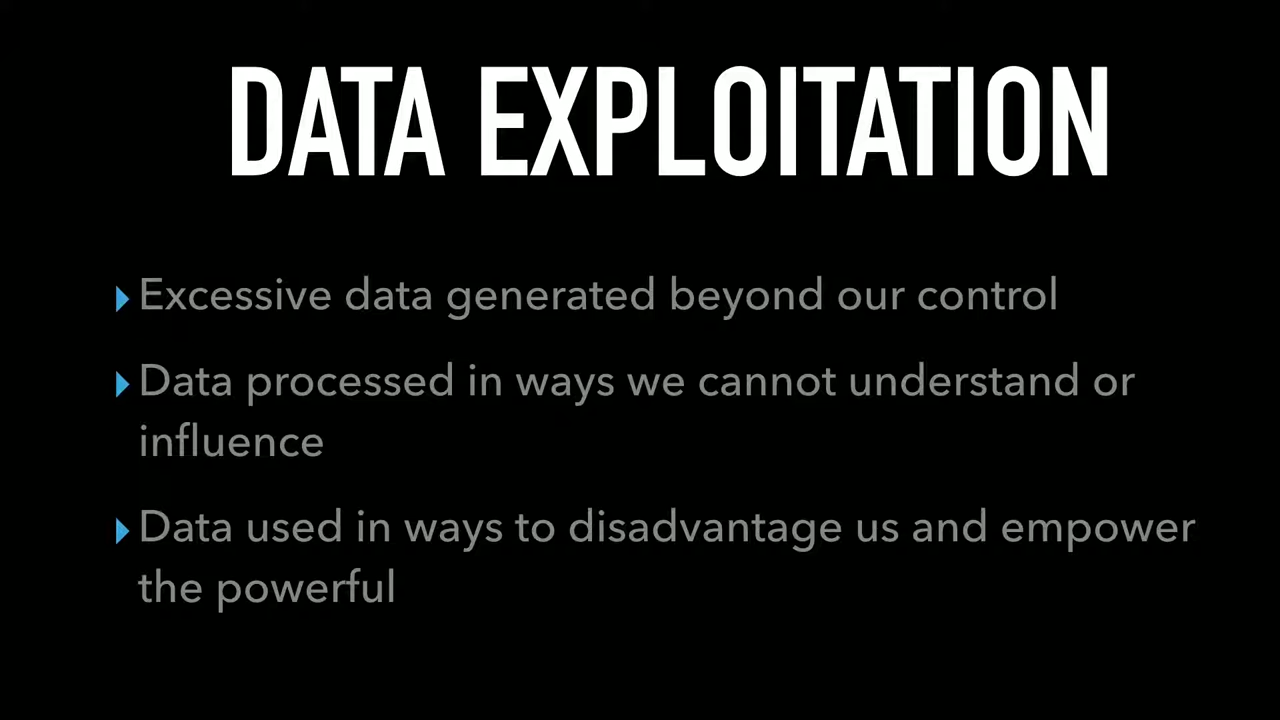 DATA EXPLOITATION
Excessive data generated beyond our control
Data processed in ways we cannot understand or
influence
Data used in ways to disadvantage us and empower
the powerful